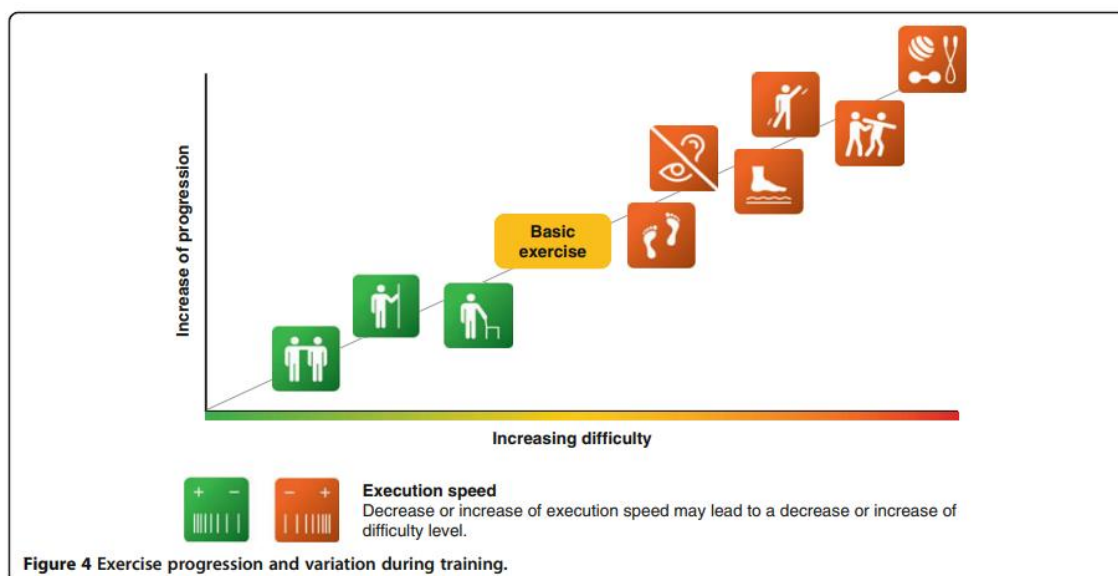 Increase of progression
Basic
exercise
Increasing difficulty
+ −
− +
Execution speed
Decrease or increase of execution speed may lead to a decrease or increase of
difficulty level.
Figure 4 Exercise progression and variation during training.